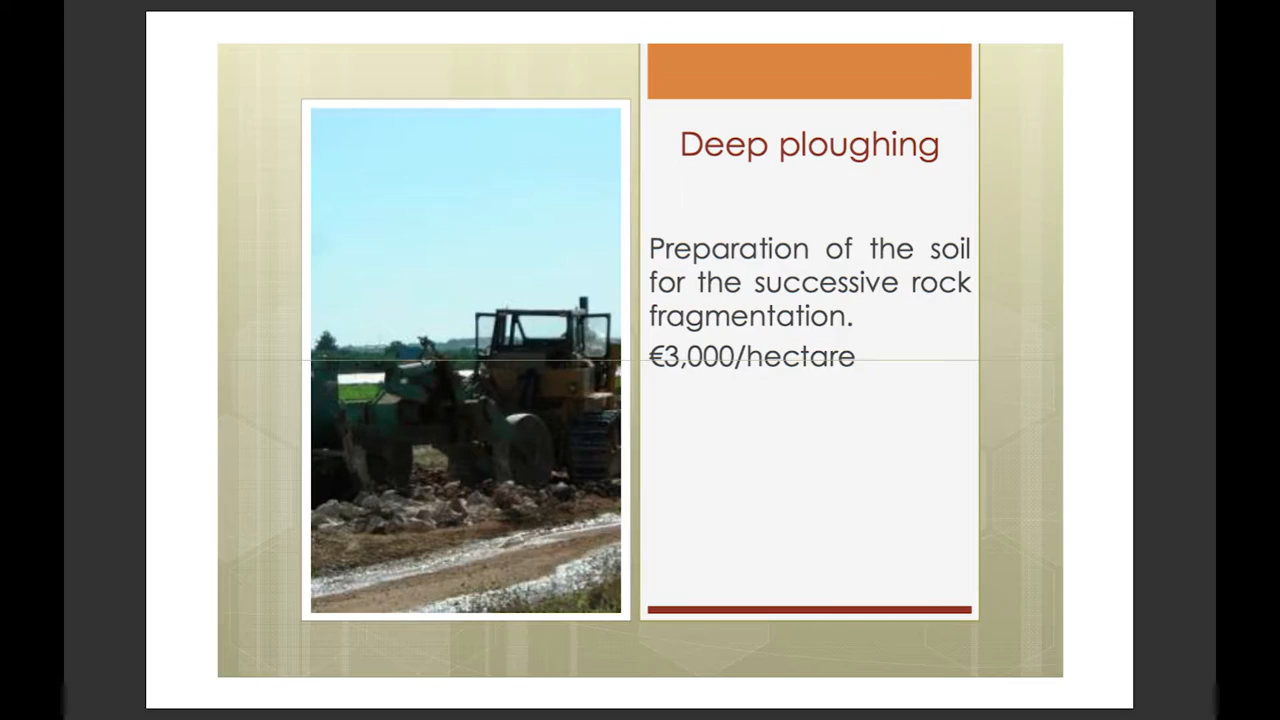 Deep ploughing
Preparation of the soil
for the successive rock
fragmentation.
€3,000/hectare